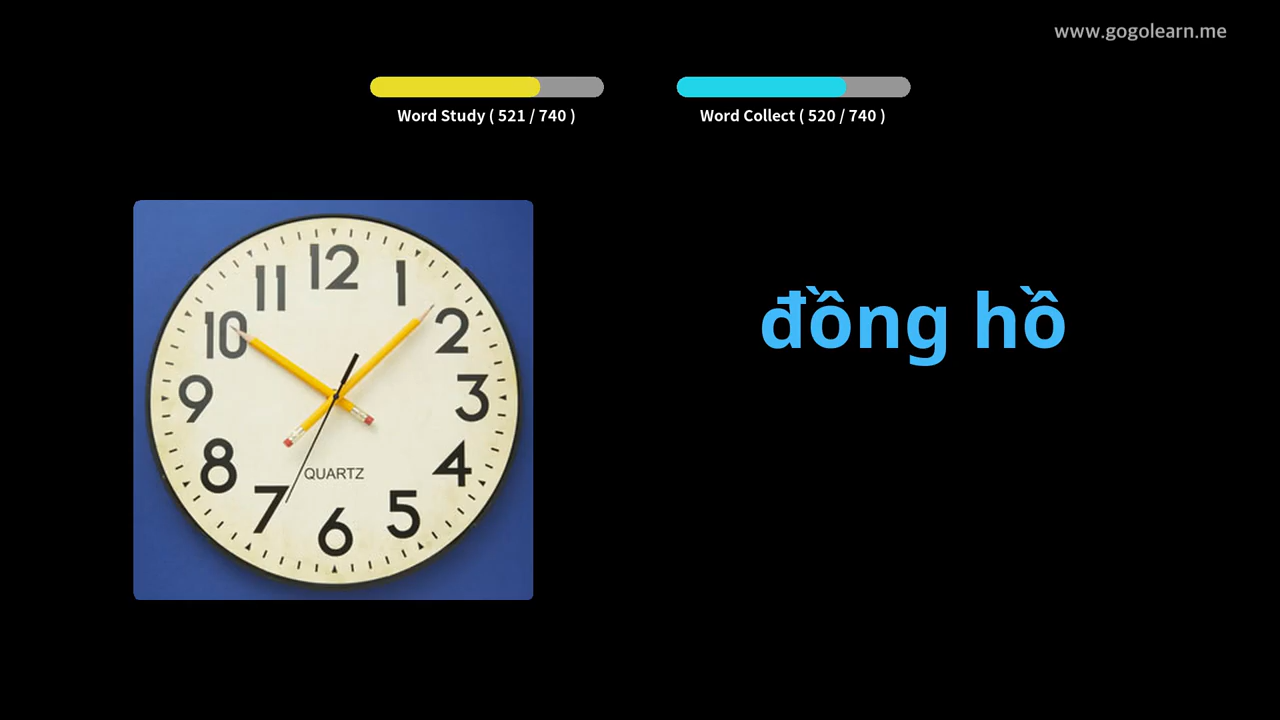 www.gogolearn.me
Word Study ( 521 / 740 )
Word Collect ( 520 / 740 )
12
11
1
10
2
9
3
8
4
QUARTZ
7
5
6
đồng hồ